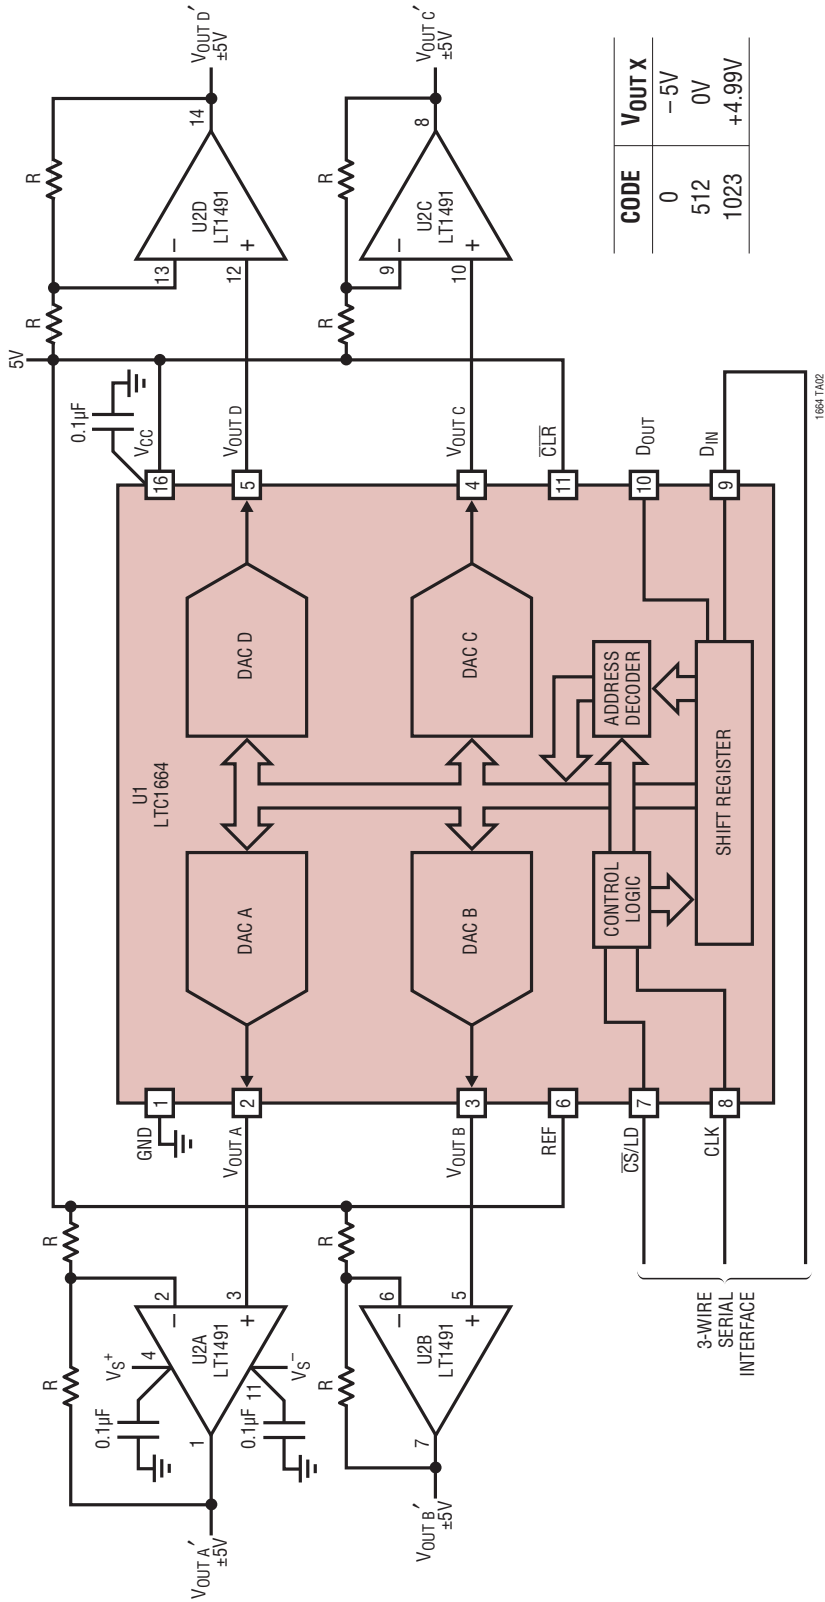 5V
0.1µF
R
R
R
R
VOUT A′
±5V
0.1µF
VS+
4
2
3
1
U2A
LT1491
−
+
0.1µF
11
VS−
GND
1
VOUT A
2
U1
LTC1664
DAC A
DAC D
16
VCC
5
VOUT D
13
12
−
+
U2D
LT1491
14
VOUT D′
±5V
R
R
R
R
VOUT B′
±5V
7
U2B
LT1491
−
+
6
5
VOUT B
3
DAC B
DAC C
4
VOUT C
9
10
−
+
U2C
LT1491
8
VOUT C′
±5V
REF
6
11
CLR
CS/LD
7
CONTROL
LOGIC
ADDRESS
DECODER
10
DOUT
CLK
8
SHIFT REGISTER
9
DIN
3-WIRE
SERIAL
INTERFACE
CODE VOUT X
0 – 5V
512 0V
1023 +4.99V
1664 TA02